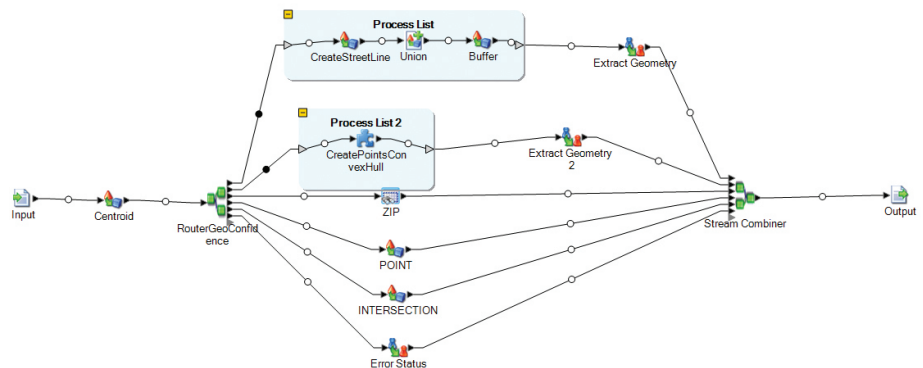 Process List
CreateStreetLine
Union
Buffer
Extract Geometry
Process List 2
CreatePointsCon
vexHull
Extract Geometry
2
Input
Centroid
RouterGeoConfid
ence
ZIP
Stream Combiner
Output
POINT
INTERSECTION
Error Status